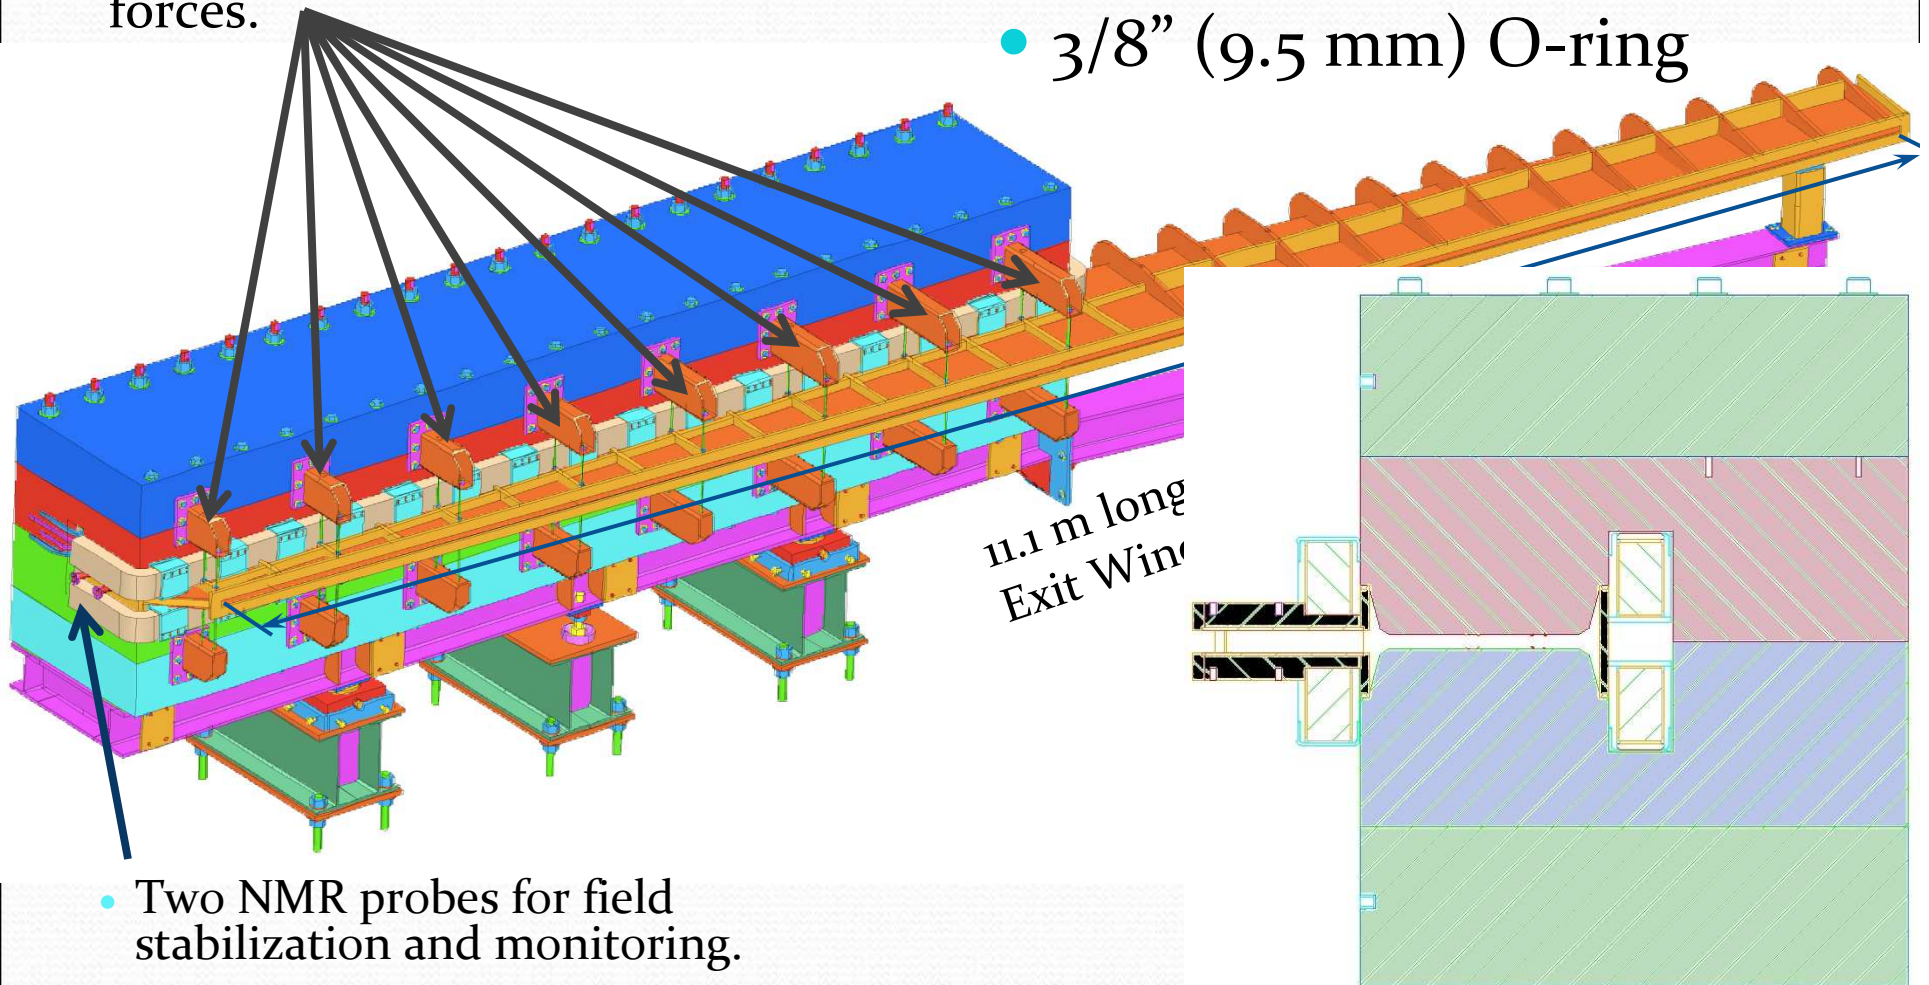 forces.
• 3/8” (9.5 mm) O-ring
11.1 m long
Exit
• Two NMR probes for field
stabilization and monitoring.